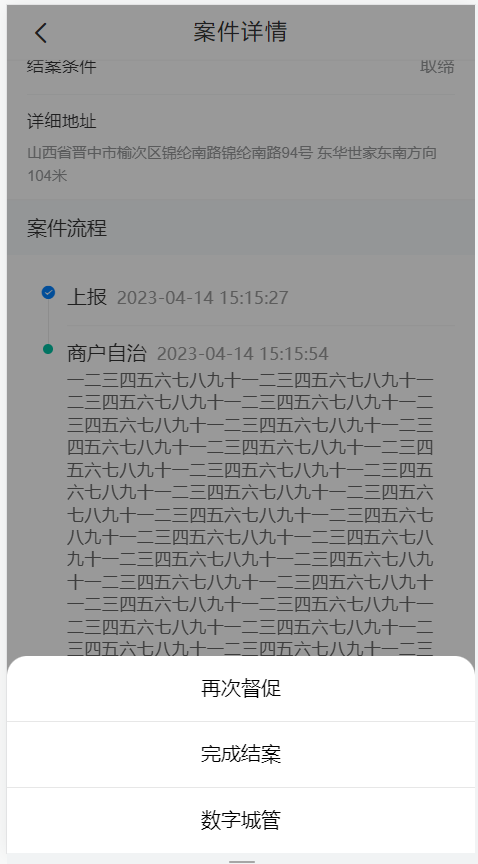 案件详情
结案条件 取缔
详细地址
山西省晋中市榆次区锦纶南路锦纶南路94号 东华世家东南方向
104米
案件流程
上报 2023-04-14 15:15:27
商户自治 2023-04-14 15:15:54
一二三四五六七八九十一二三四五六七八九十一
二三四五六七八九十一二三四五六七八九十一二
三四五六七八九十一二三四五六七八九十一二三
四五六七八九十一二三四五六七八九十一二三四
五六七八九十一二三四五六七八九十一二三四五
六七八九十一二三四五六七八九十一二三四五六
七八九十一二三四五六七八九十一二三四五六七
八九十一二三四五六七八九十一二三四五六七八
九十一二三四五六七八九十一二三四五六七八九
十一二三四五六七八九十一二三四五六七八九十
一二三四五六七八九十一二三四五六七八九十一
二三四五六七八九十一二三四五六七八九十一二
三四五六七八九十一二三四五六七八九十一二三
再次督促
完成结案
数字城管